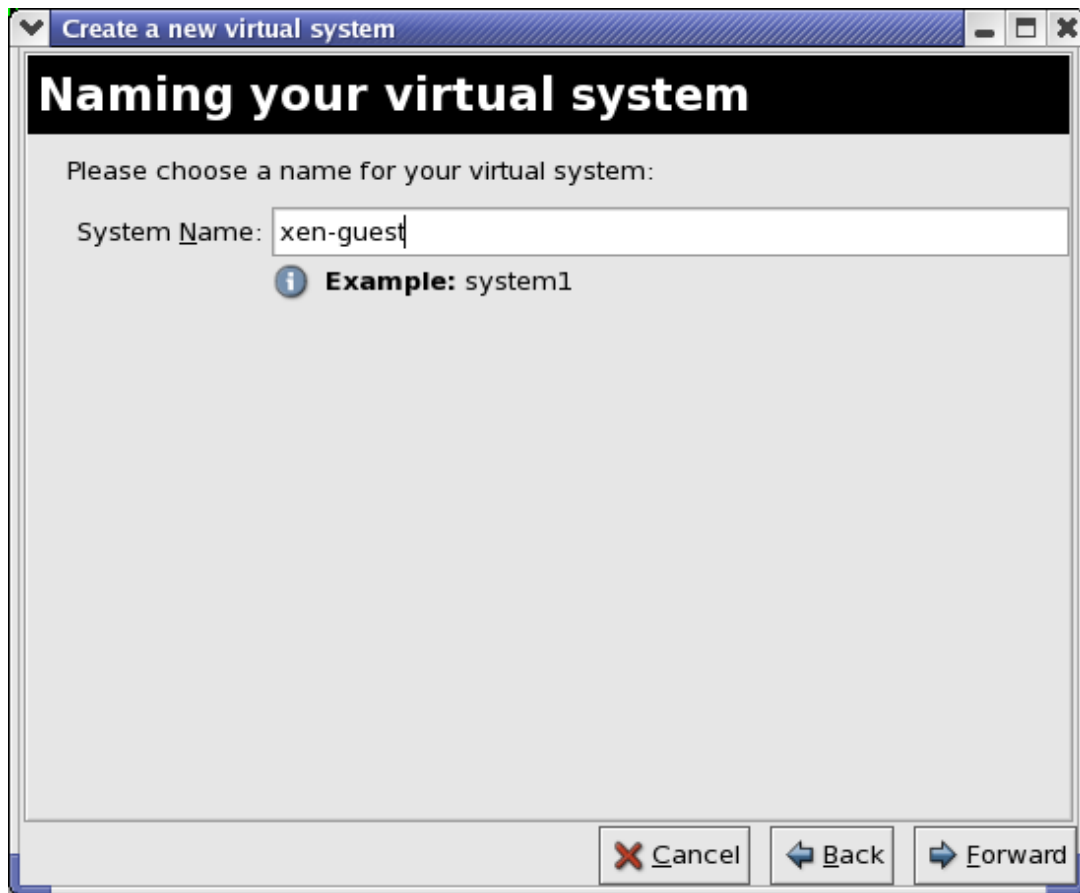 Create a new virtual system
Naming your virtual system
Please choose a name for your virtual system:
System Name: xen-guest
Example: system1
Cancel Back Forward